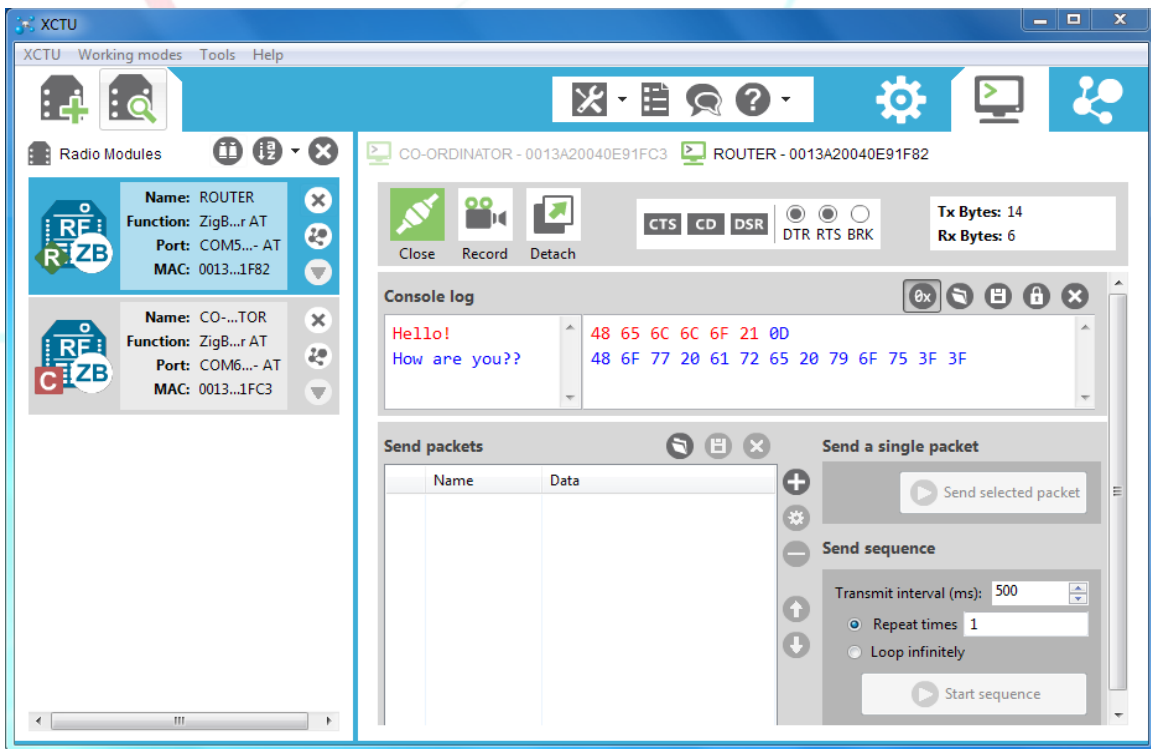 XCTU
XCTU Working modes Tools Help
Radio Modules
Name: ROUTER
Function: ZigB...r AT
Port: COM5...- AT
MAC: 0013...1F82
RF
R ZB
Name: CO-...TOR
Function: ZigB...r AT
Port: COM6...- AT
MAC: 0013...1FC3
RF
C ZB
CO-ORDINATOR - 0013A20040E91FC3 ROUTER - 0013A20040E91F82
Close Record Detach
CTS CD DSR DTR RTS BRK
Tx Bytes: 14
Rx Bytes: 6
Console log
0x
Hello! 48 65 6C 6C 6F 21 0D
How are you?? 48 6F 77 20 61 72 65 20 79 6F 75 3F 3F
Send packets
Name Data
Send a single packet
Send selected packet
Send sequence
Transmit interval (ms): 500
Repeat times 1
Loop infinitely
Start sequence